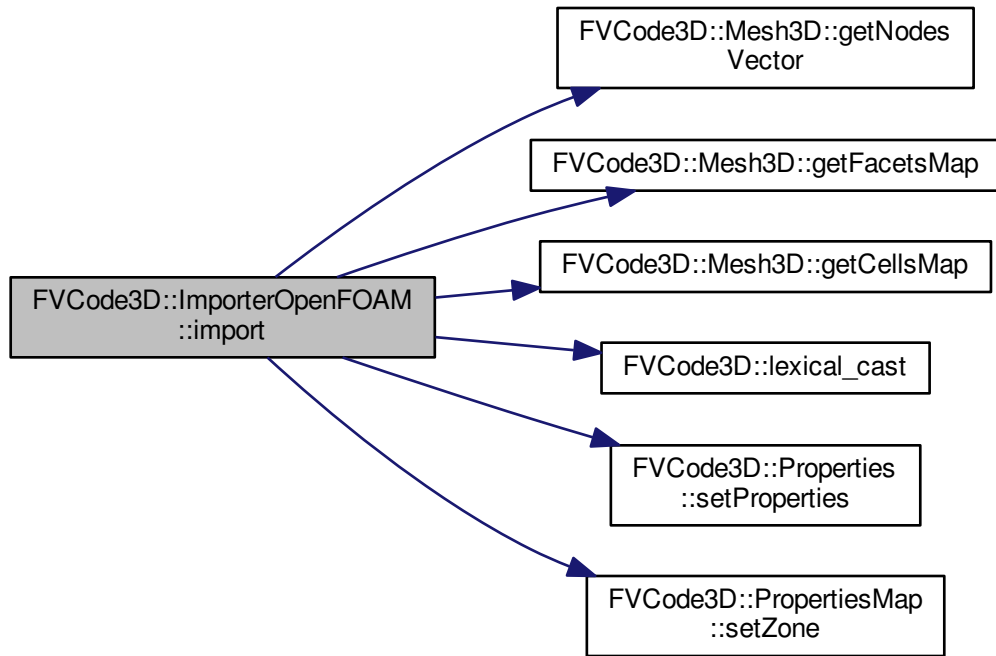 FVCode3D::Mesh3D::getNodes
Vector
FVCode3D::Mesh3D::getFacetsMap
FVCode3D::Mesh3D::getCellsMap
FVCode3D::ImporterOpenFOAM
::import
FVCode3D::lexical_cast
FVCode3D::Properties
::setProperties
FVCode3D::PropertiesMap
::setZone